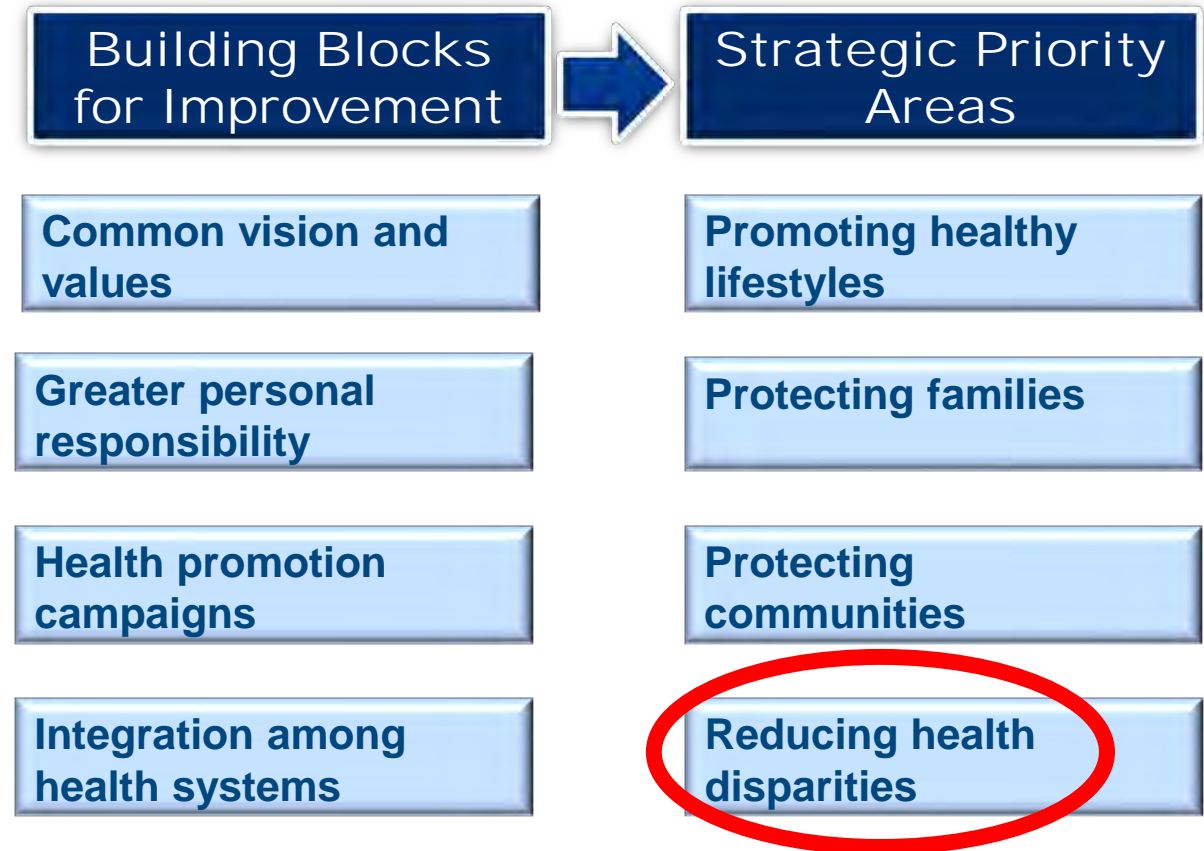 Building Blocks
for Improvement
Strategic Priority
Areas
Common vision and
values
Promoting healthy
lifestyles
Greater personal
responsibility
Protecting families
Health promotion
campaigns
Protecting
communities
Integration among
health systems
Reducing health
disparities